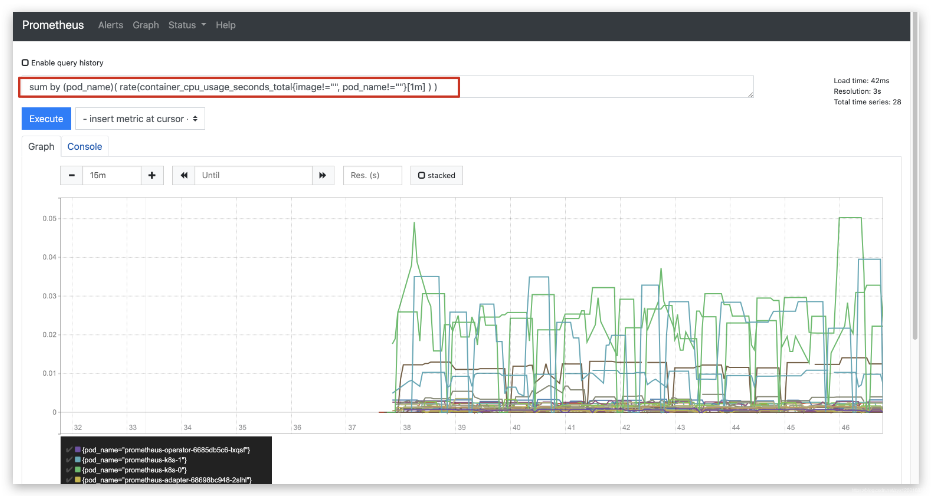 Prometheus Alerts Graph Status Help
Enable query history
sum by (pod_name)( rate(container_cpu_usage_seconds_total{image!="", pod_name!=""}[1m] ) )
Load time: 42ms
Resolution: 3s
Total time series: 28
Execute - insert metric at cursor -
Graph Console
15m Until Res. (s) stacked
0.05
0.04
0.03
0.02
0.01
0
32 33 34 35 36 37 38 39 40 41 42 43 44 45 46
{pod_name="prometheus-operator-6685db5c6-lxqsf"}
{pod_name="prometheus-k8s-1"}
{pod_name="prometheus-k8s-0"}
{pod_name="prometheus-adapter-68698bc948-2slhl"}